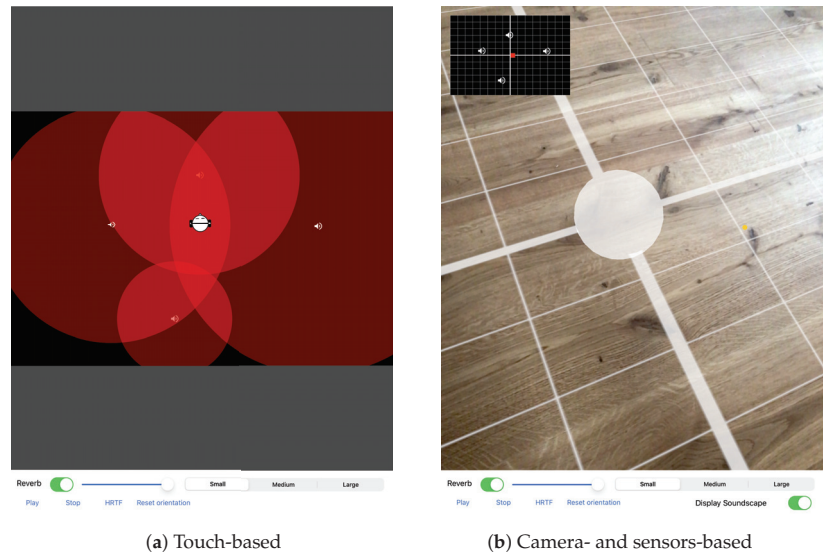 Reverb Small Medium Large
Play Stop HRTF Reset orientation
Reverb Small Medium Large
Play Stop HRTF Reset orientation Display Soundscape
(a) Touch-based
(b) Camera- and sensors-based